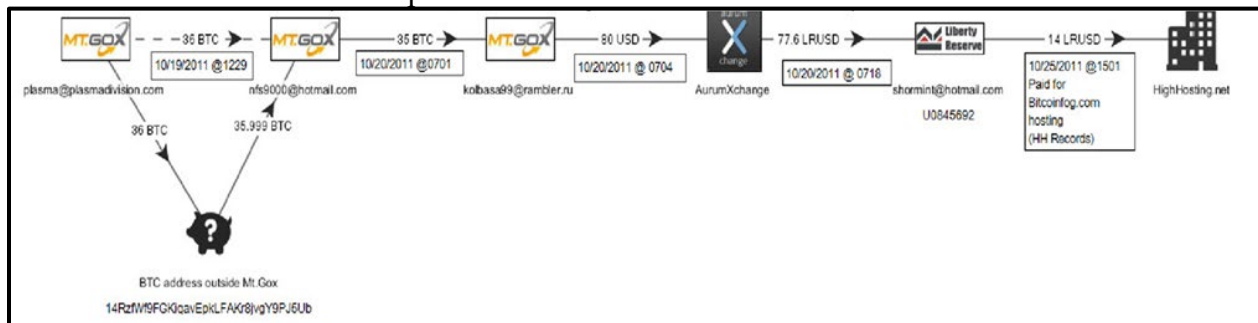 MT.GOX
36 BTC
MT.GOX
35 BTC
MT.GOX
80 USD
change
77.6 LRUSD
Liberty
Reserve
14 LRUSD
10/19/2011 @1229
10/20/2011 @0701
10/20/2011 @ 0704
10/20/2011 @ 0718
10/25/2011 @1501
Paid for
Bitcoinfog.com
hosting
(HH Records)
plasma@plasmadivision.com
nfs9000@hotmail.com
kolbasa99@rambler.ru
AurumXchange
shormint@hotmail.com
U0845692
HighHosting.net
36 BTC
35.999 BTC
?
BTC address outside Mt.Gox